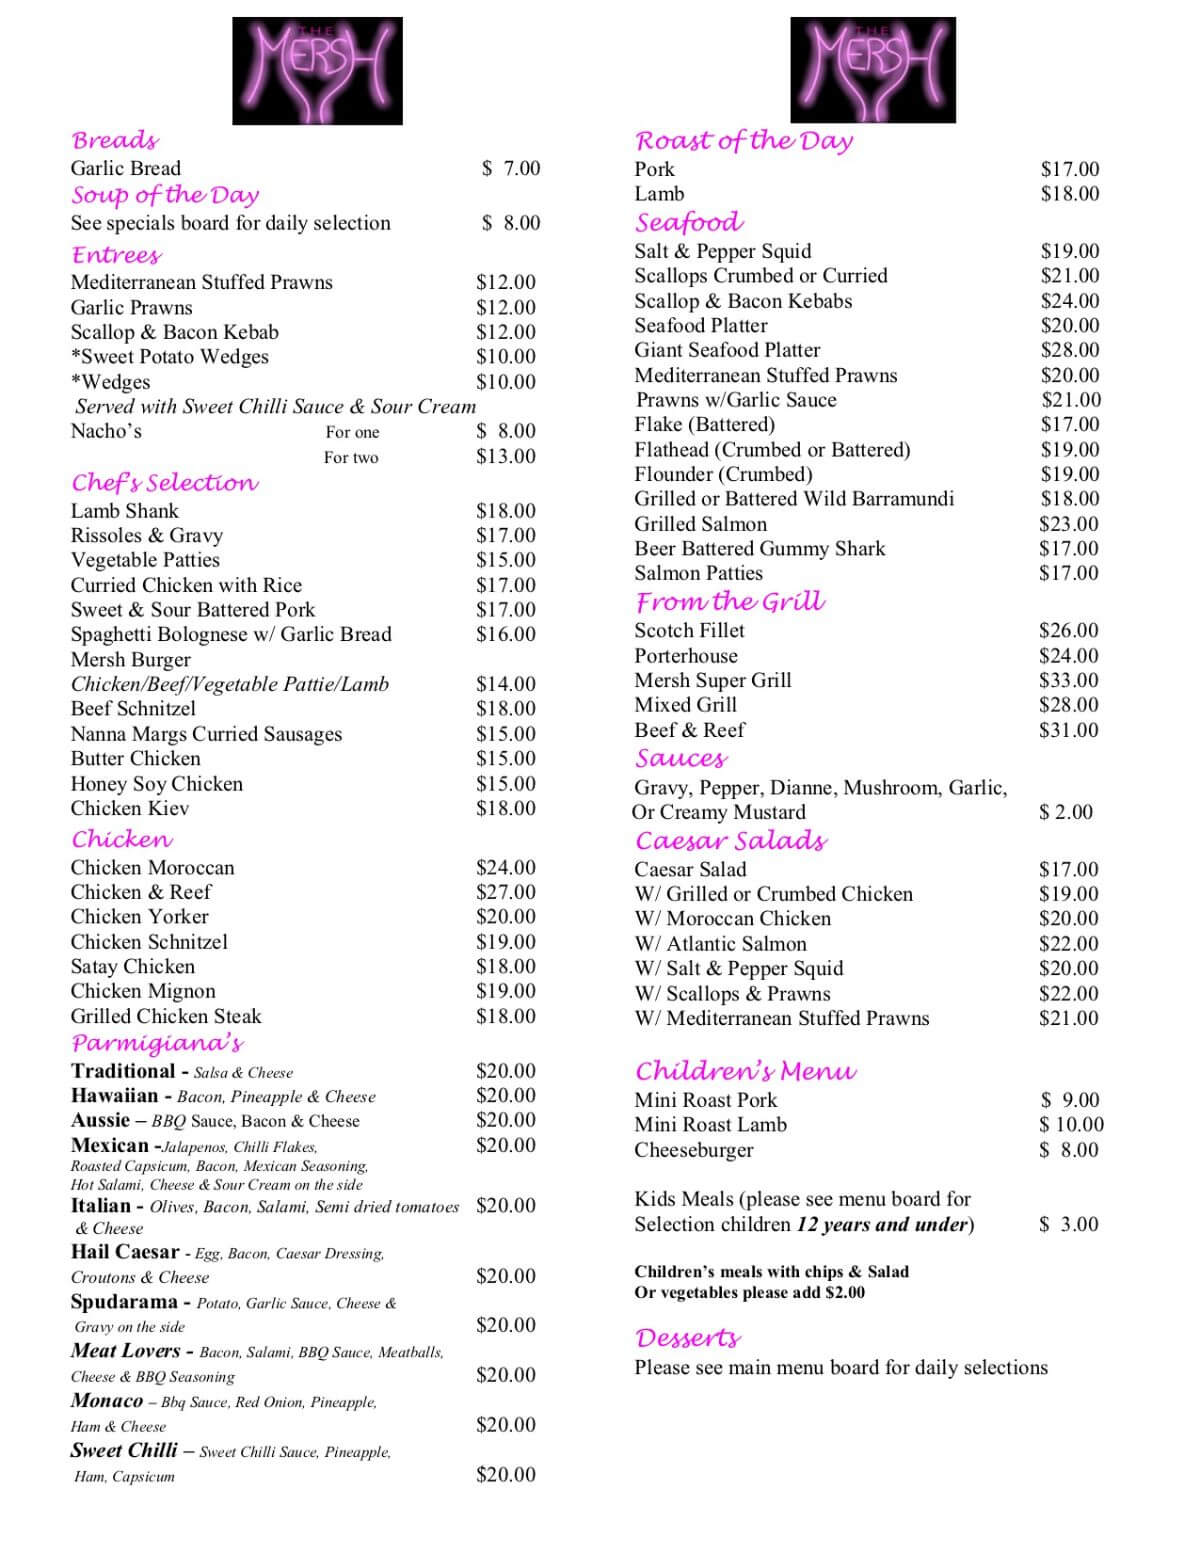 THE
MERSH
Breads
Garlic Bread $ 7.00
Soup of the Day
See specials board for daily selection $ 8.00
Entrees
Mediterranean Stuffed Prawns $12.00
Garlic Prawns $12.00
Scallop & Bacon Kebab $12.00
*Sweet Potato Wedges $10.00
*Wedges $10.00
Served with Sweet Chilli Sauce & Sour Cream
Nacho's For one $ 8.00
For two $13.00
Chef's Selection
Lamb Shank $18.00
Rissoles & Gravy $17.00
Vegetable Patties $15.00
Curried Chicken with Rice $17.00
Sweet & Sour Battered Pork $17.00
Spaghetti Bolognese w/ Garlic Bread $16.00
Mersh Burger
Chicken/Beef/Vegetable Pattie/Lamb $14.00
Beef Schnitzel $18.00
Nanna Margs Curried Sausages $15.00
Butter Chicken $15.00
Honey Soy Chicken $15.00
Chicken Kiev $18.00
Chicken
Chicken Moroccan $24.00
Chicken & Reef $27.00
Chicken Yorker $20.00
Chicken Schnitzel $19.00
Satay Chicken $18.00
Chicken Mignon $19.00
Grilled Chicken Steak $18.00
Parmigiana's
Traditional - Salsa & Cheese $20.00
Hawaiian - Bacon, Pineapple & Cheese $20.00
Aussie – BBQ Sauce, Bacon & Cheese $20.00
Mexican -Jalapenos, Chilli Flakes, $20.00
Roasted Capsicum, Bacon, Mexican Seasoning,
Hot Salami, Cheese & Sour Cream on the side
Italian - Olives, Bacon, Salami, Semi dried tomatoes $20.00
& Cheese
Hail Caesar - Egg, Bacon, Caesar Dressing,
Croutons & Cheese $20.00
Spudarama - Potato, Garlic Sauce, Cheese &
Gravy on the side $20.00
Meat Lovers - Bacon, Salami, BBQ Sauce, Meatballs,
Cheese & BBQ Seasoning $20.00
Monaco – Bbq Sauce, Red Onion, Pineapple,
Ham & Cheese $20.00
Sweet Chilli – Sweet Chilli Sauce, Pineapple,
Ham, Capsicum $20.00
THE
MERSH
Roast of the Day
Pork $17.00
Lamb $18.00
Seafood
Salt & Pepper Squid $19.00
Scallops Crumbed or Curried $21.00
Scallop & Bacon Kebabs $24.00
Seafood Platter $20.00
Giant Seafood Platter $28.00
Mediterranean Stuffed Prawns $20.00
Prawns w/Garlic Sauce $21.00
Flake (Battered) $17.00
Flathead (Crumbed or Battered) $19.00
Flounder (Crumbed) $19.00
Grilled or Battered Wild Barramundi $18.00
Grilled Salmon $23.00
Beer Battered Gummy Shark $17.00
Salmon Patties $17.00
From the Grill
Scotch Fillet $26.00
Porterhouse $24.00
Mersh Super Grill $33.00
Mixed Grill $28.00
Beef & Reef $31.00
Sauces
Gravy, Pepper, Dianne, Mushroom, Garlic,
Or Creamy Mustard $ 2.00
Caesar Salads
Caesar Salad $17.00
W/ Grilled or Crumbed Chicken $19.00
W/ Moroccan Chicken $20.00
W/ Atlantic Salmon $22.00
W/ Salt & Pepper Squid $20.00
W/ Scallops & Prawns $22.00
W/ Mediterranean Stuffed Prawns $21.00
Children's Menu
Mini Roast Pork $ 9.00
Mini Roast Lamb $ 10.00
Cheeseburger $ 8.00
Kids Meals (please see menu board for
Selection children 12 years and under) $ 3.00
Children's meals with chips & Salad
Or vegetables please add $2.00
Desserts
Please see main menu board for daily selections